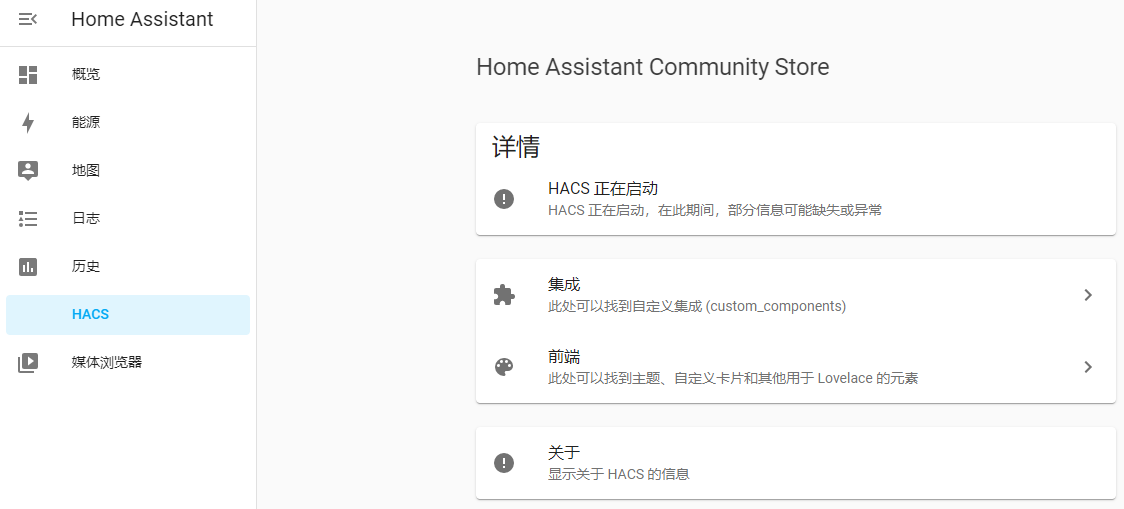 Home Assistant
概览
能源
地图
日志
历史
HACS
媒体浏览器
Home Assistant Community Store
详情
HACS 正在启动
HACS 正在启动，在此期间，部分信息可能缺失或异常
集成
此处可以找到自定义集成 (custom_components)
前端
此处可以找到主题、自定义卡片和其他用于 Lovelace 的元素
关于
显示关于 HACS 的信息